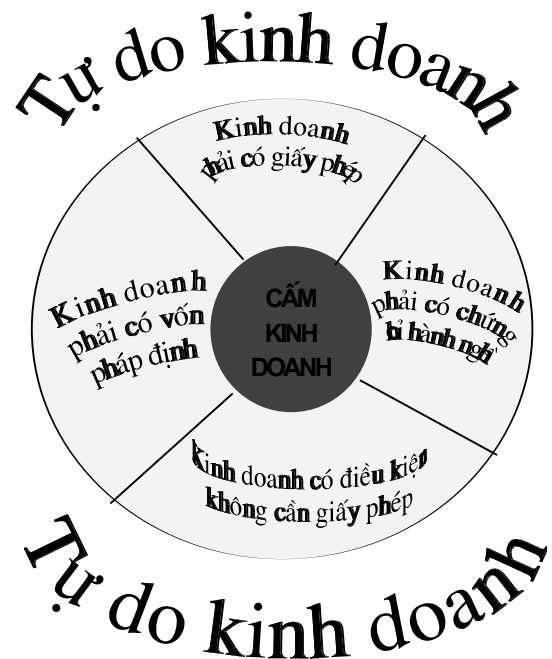 Tự do kinh doanh
Kinh doanh
phải có giấy phép
Kinh doanh
phải có vốn
pháp định
CẤM
KINH
DOANH
Kinh doanh
phải có chứng
chỉ hành nghề
Kinh doanh có điều kiện
không cần giấy phép
Tự do kinh doanh